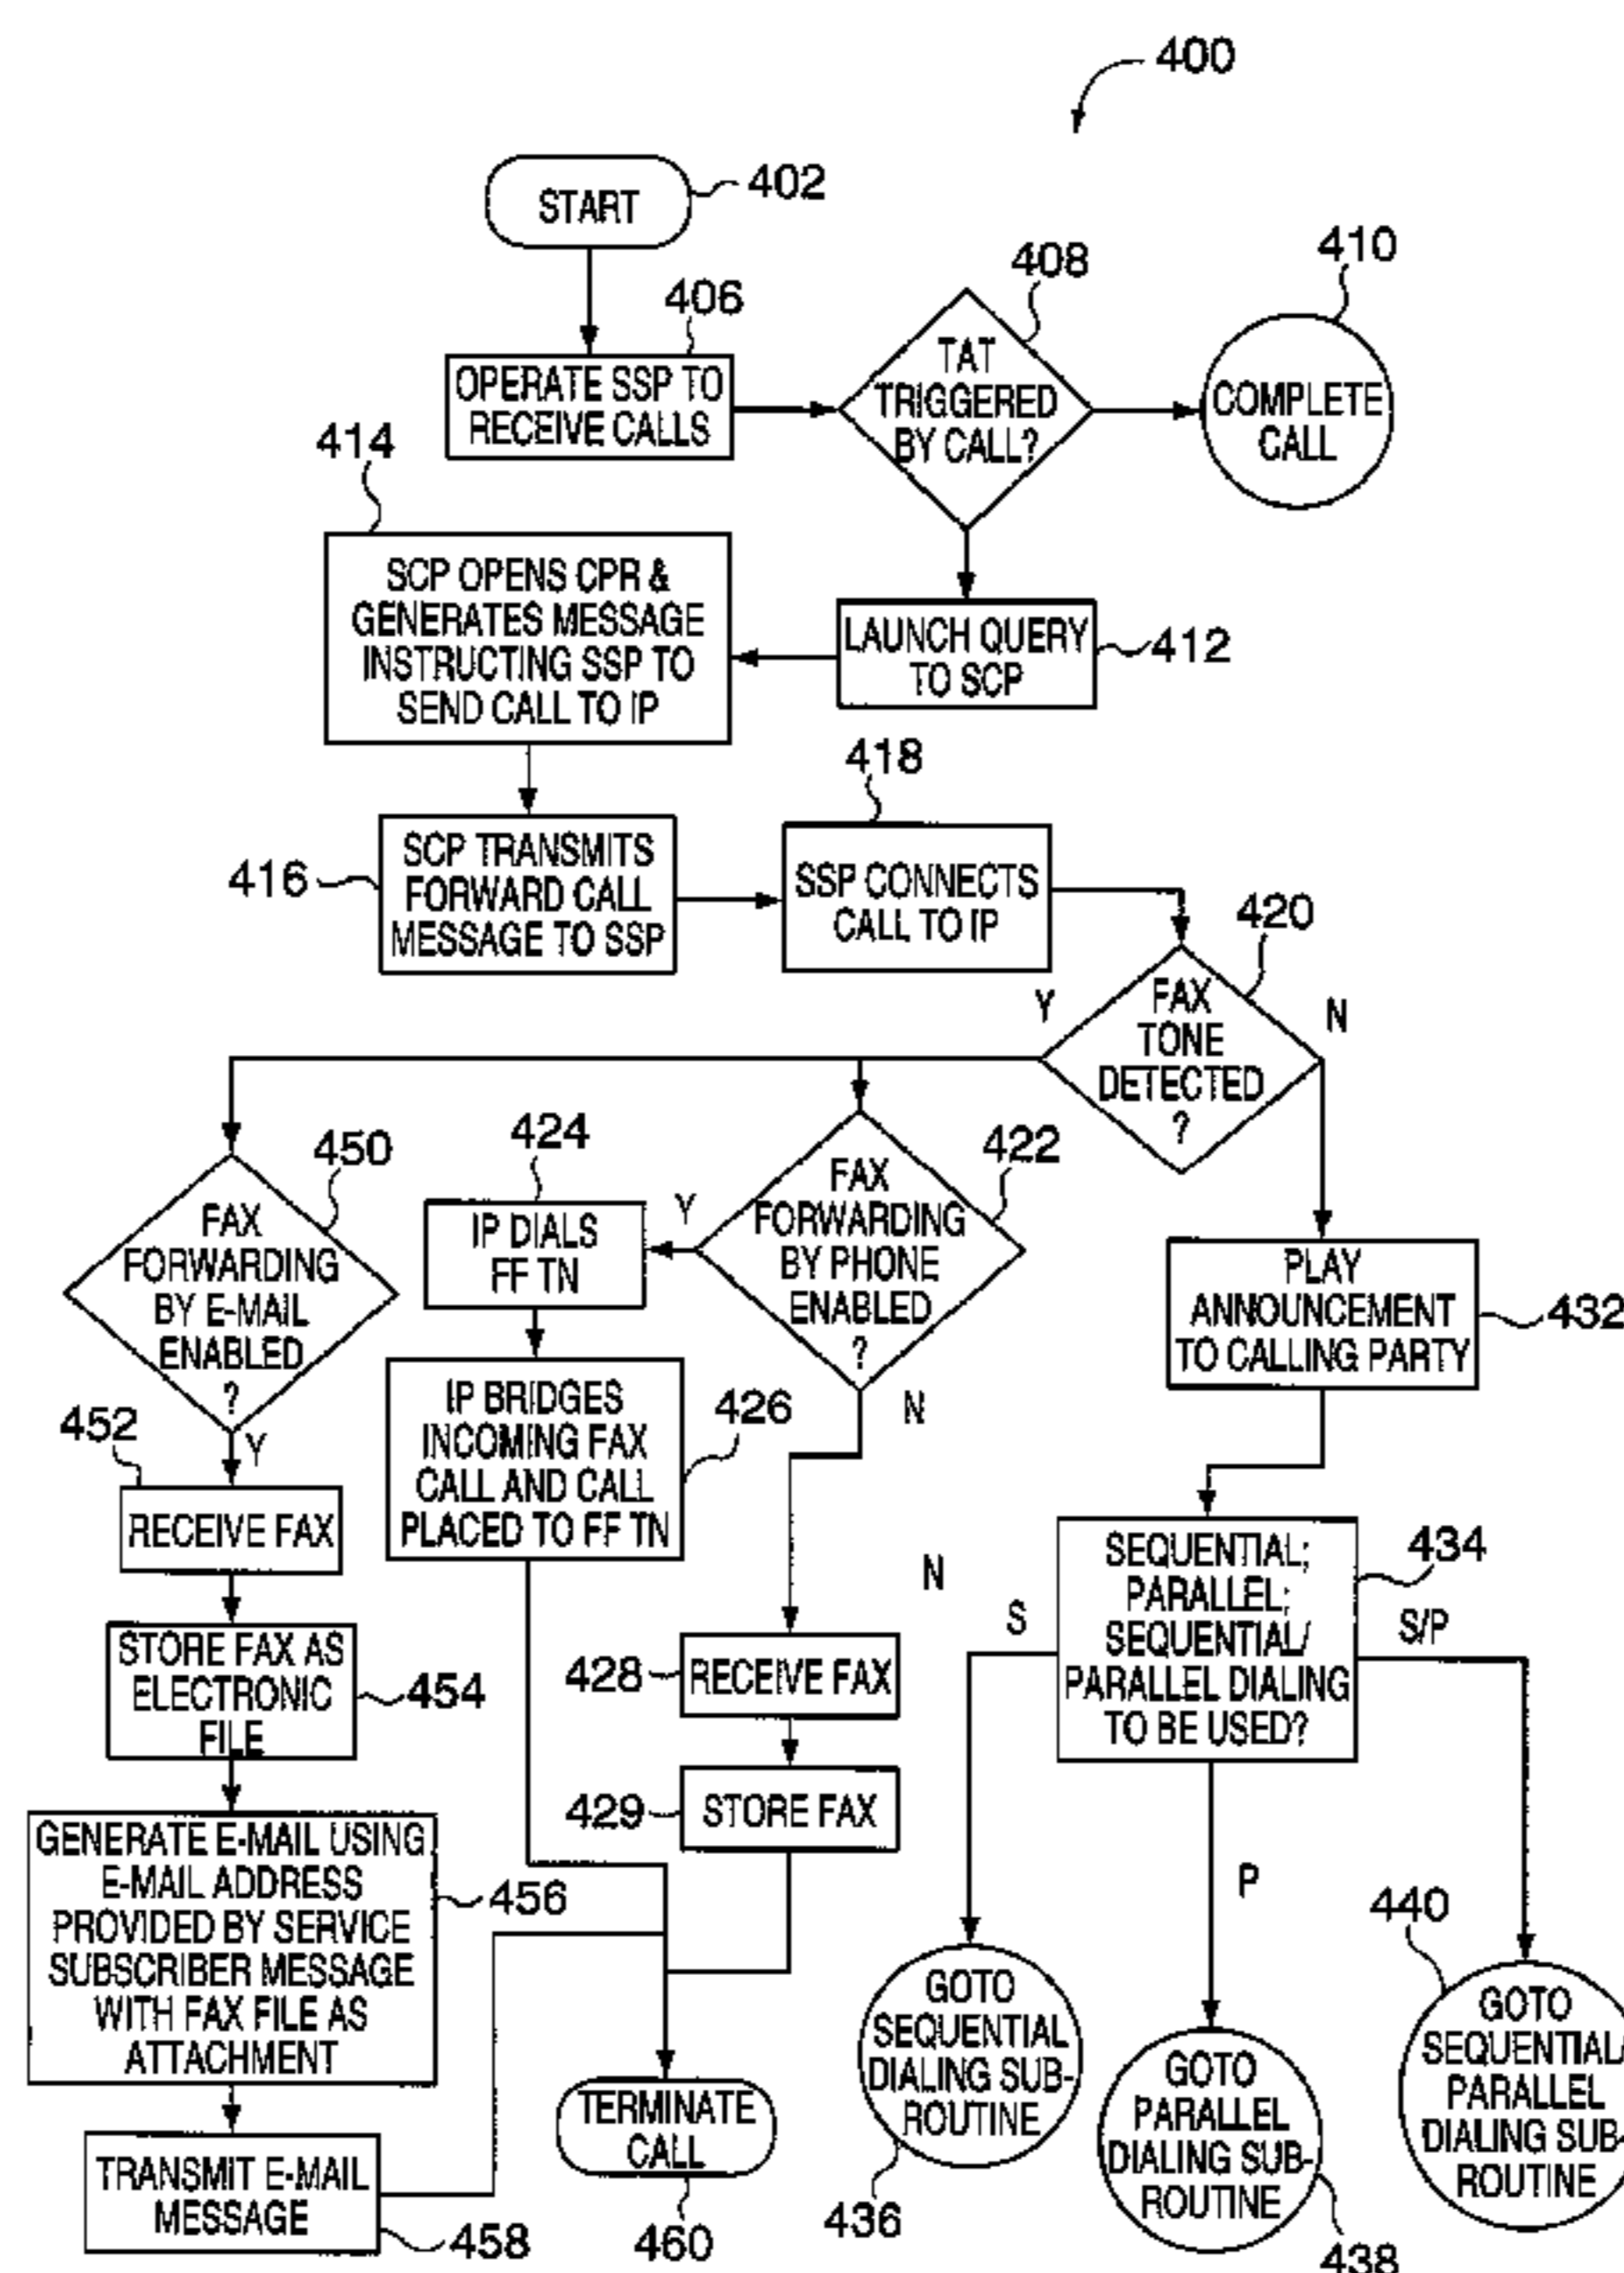 400
START
402
406
OPERATE SSP TO
RECEIVE CALLS
408
TAT
TRIGGERED
BY CALL?
410
COMPLETE
CALL
414
SCP OPENS CPR &
GENERATES MESSAGE
INSTRUCTING SSP TO
SEND CALL TO IP
LAUNCH QUERY
TO SCP
412
416
SCP TRANSMITS
FORWARD CALL
MESSAGE TO SSP
418
SSP CONNECTS
CALL TO IP
420
Y
FAX
TONE
DETECTED
?
N
450
FAX
FORWARDING
BY E-MAIL
ENABLED
?
Y
424
IP DIALS
FF TN
Y
422
FAX
FORWARDING
BY PHONE
ENABLED
?
N
PLAY
ANNOUNCEMENT
TO CALLING PARTY
432
IP BRIDGES
INCOMING FAX
CALL AND CALL
PLACED TO FF TN
426
452
RECEIVE FAX
N
SEQUENTIAL;
PARALLEL;
SEQUENTIAL/
PARALLEL DIALING
TO BE USED?
434
S
S/P
P
428
RECEIVE FAX
STORE FAX AS
ELECTRONIC
FILE
454
429
STORE FAX
GENERATE E-MAIL USING
E-MAIL ADDRESS
PROVIDED BY SERVICE
SUBSCRIBER MESSAGE
WITH FAX FILE AS
ATTACHMENT
456
TRANSMIT E-MAIL
MESSAGE
458
TERMINATE
CALL
460
GOTO
SEQUENTIAL
DIALING SUB-
ROUTINE
436
GOTO
PARALLEL
DIALING SUB-
ROUTINE
438
440
GOTO
SEQUENTIAL/
PARALLEL
DIALING SUB-
ROUTINE